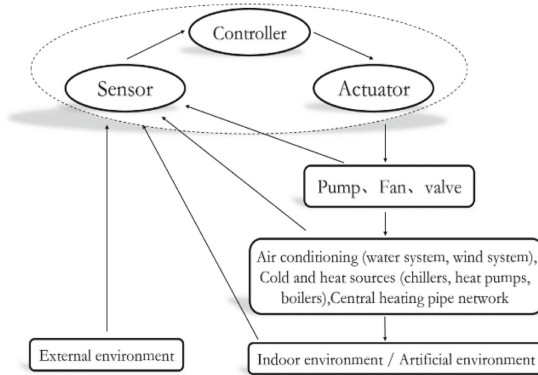 Controller
Sensor
Actuator
Pump、Fan、valve
Air conditioning (water system, wind system),
Cold and heat sources (chillers, heat pumps,
boilers),Central heating pipe network
External environment
Indoor environment / Artificial environment